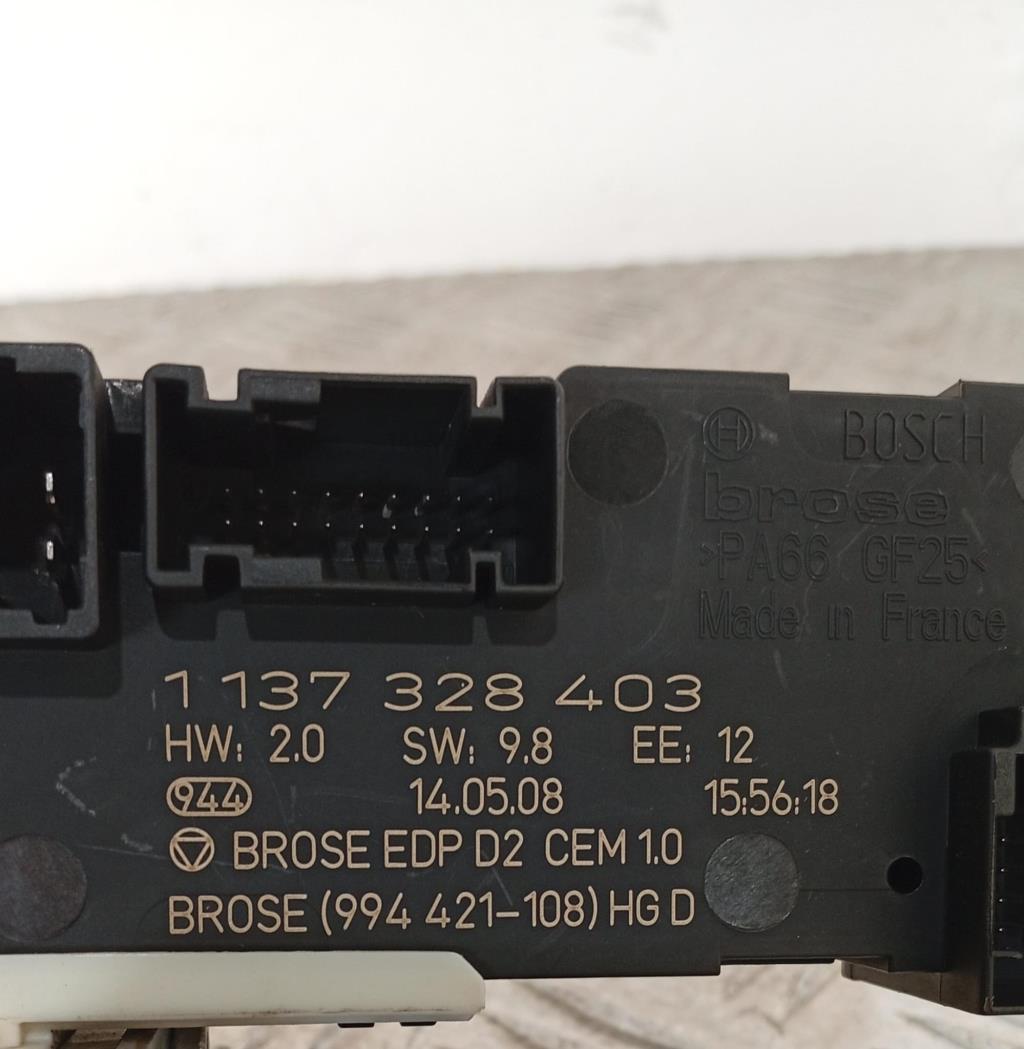 BOSCH
brose
>PA66 GF25<
Made in France
1 137 328 403
HW: 2.0 SW: 9.8 EE: 12
944 14.05.08 15:56:18
BROSE EDP D2 CEM 1.0
BROSE (994 421-108) HG D